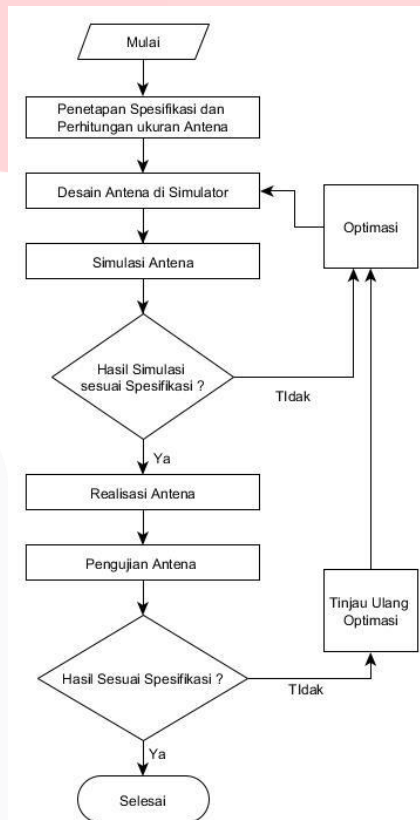 Mulai
Penetapan Spesifikasi dan
Perhitungan ukuran Antena
Desain Antena di Simulator
Optimasi
Simulasi Antena
Hasil Simulasi
sesuai Spesifikasi ?
TIdak
Ya
Realisasi Antena
Pengujian Antena
Tinjau Ulang
Optimasi
Hasil Sesuai Spesifikasi ?
TIdak
Ya
Selesai